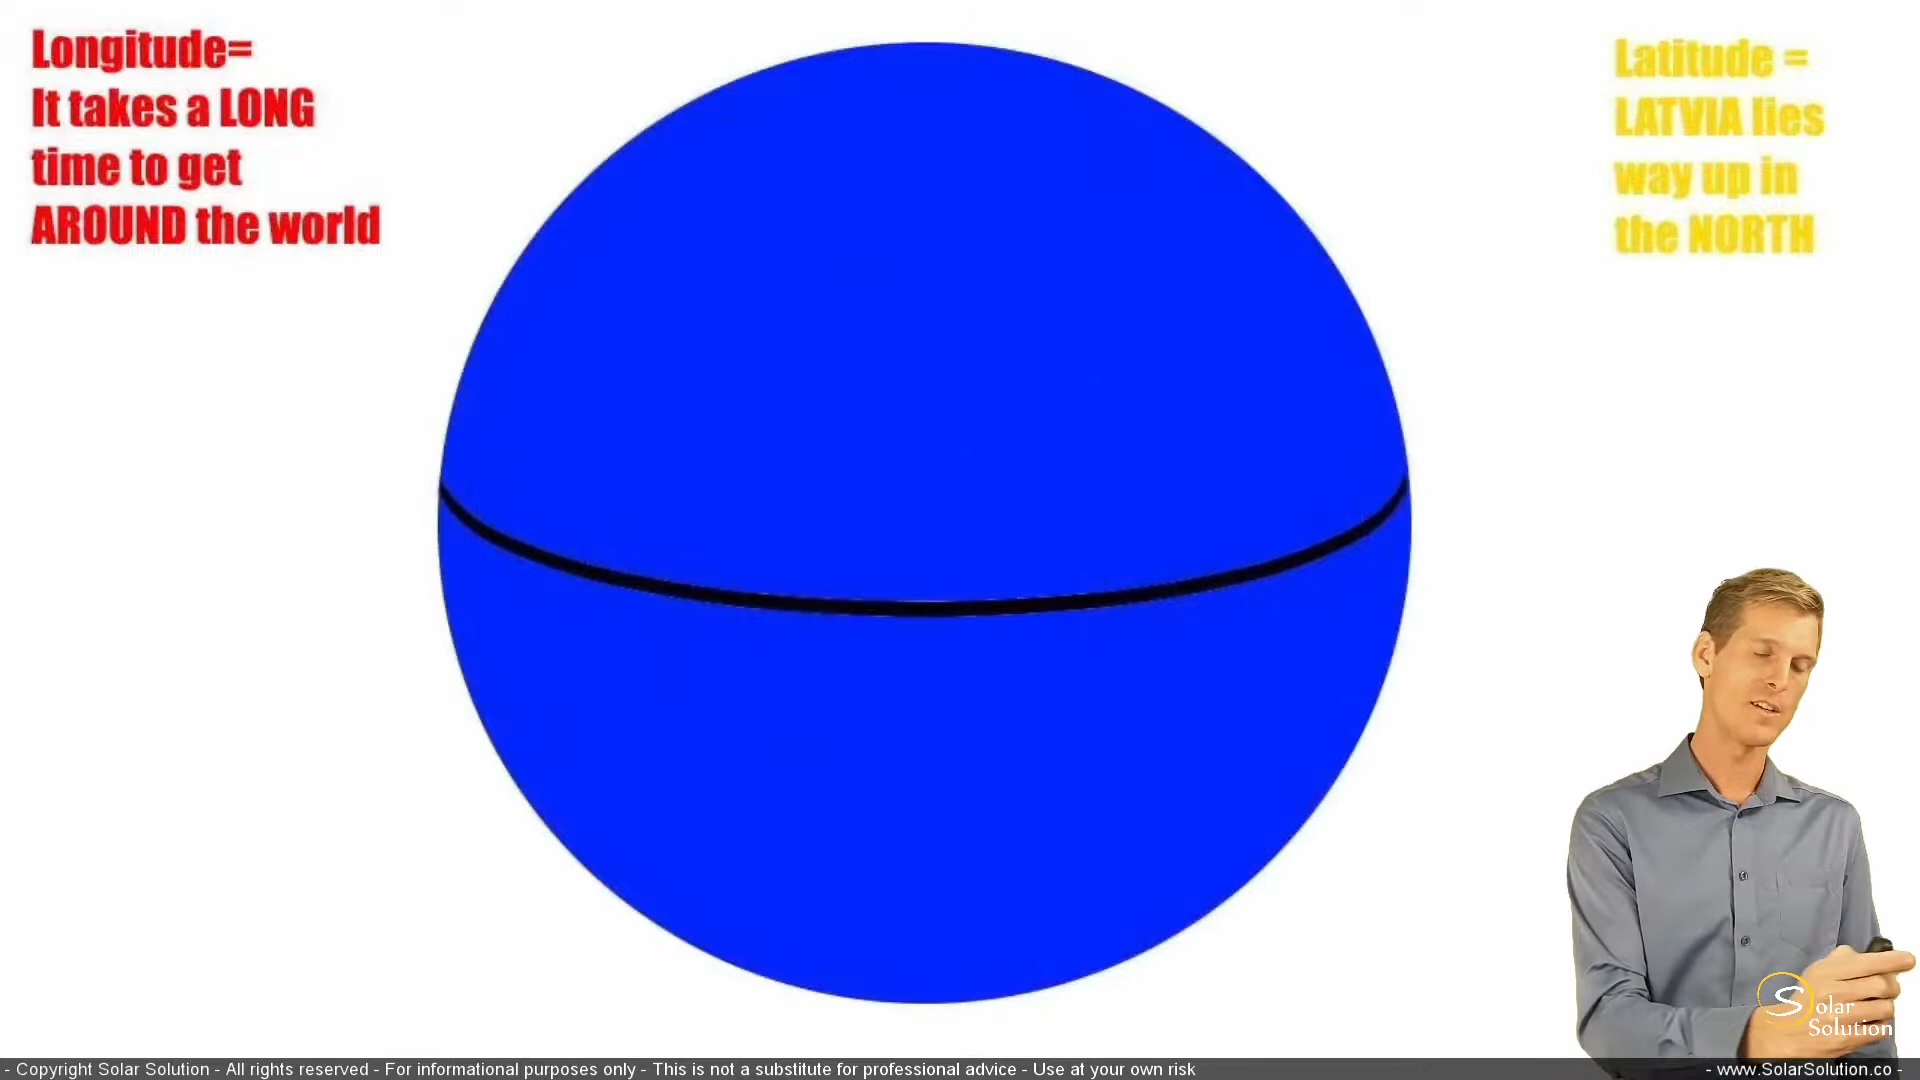 Longitude=
It takes a LONG
time to get
AROUND the world
Latitude =
LATVIA lies
way up in
the NORTH
Solar
Solution
- Copyright Solar Solution - All rights reserved - For informational purposes only - This is not a substitute for professional advice - Use at your own risk
- www.SolarSolution.co -